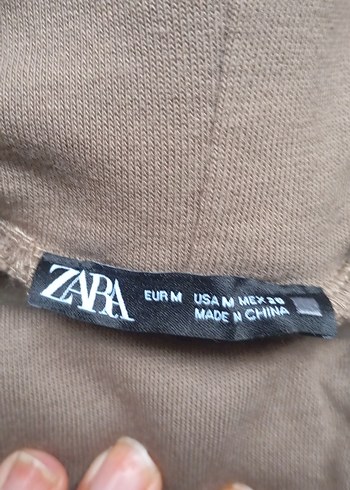 ZARA
EUR M USA M MEX 28
MADE IN CHINA